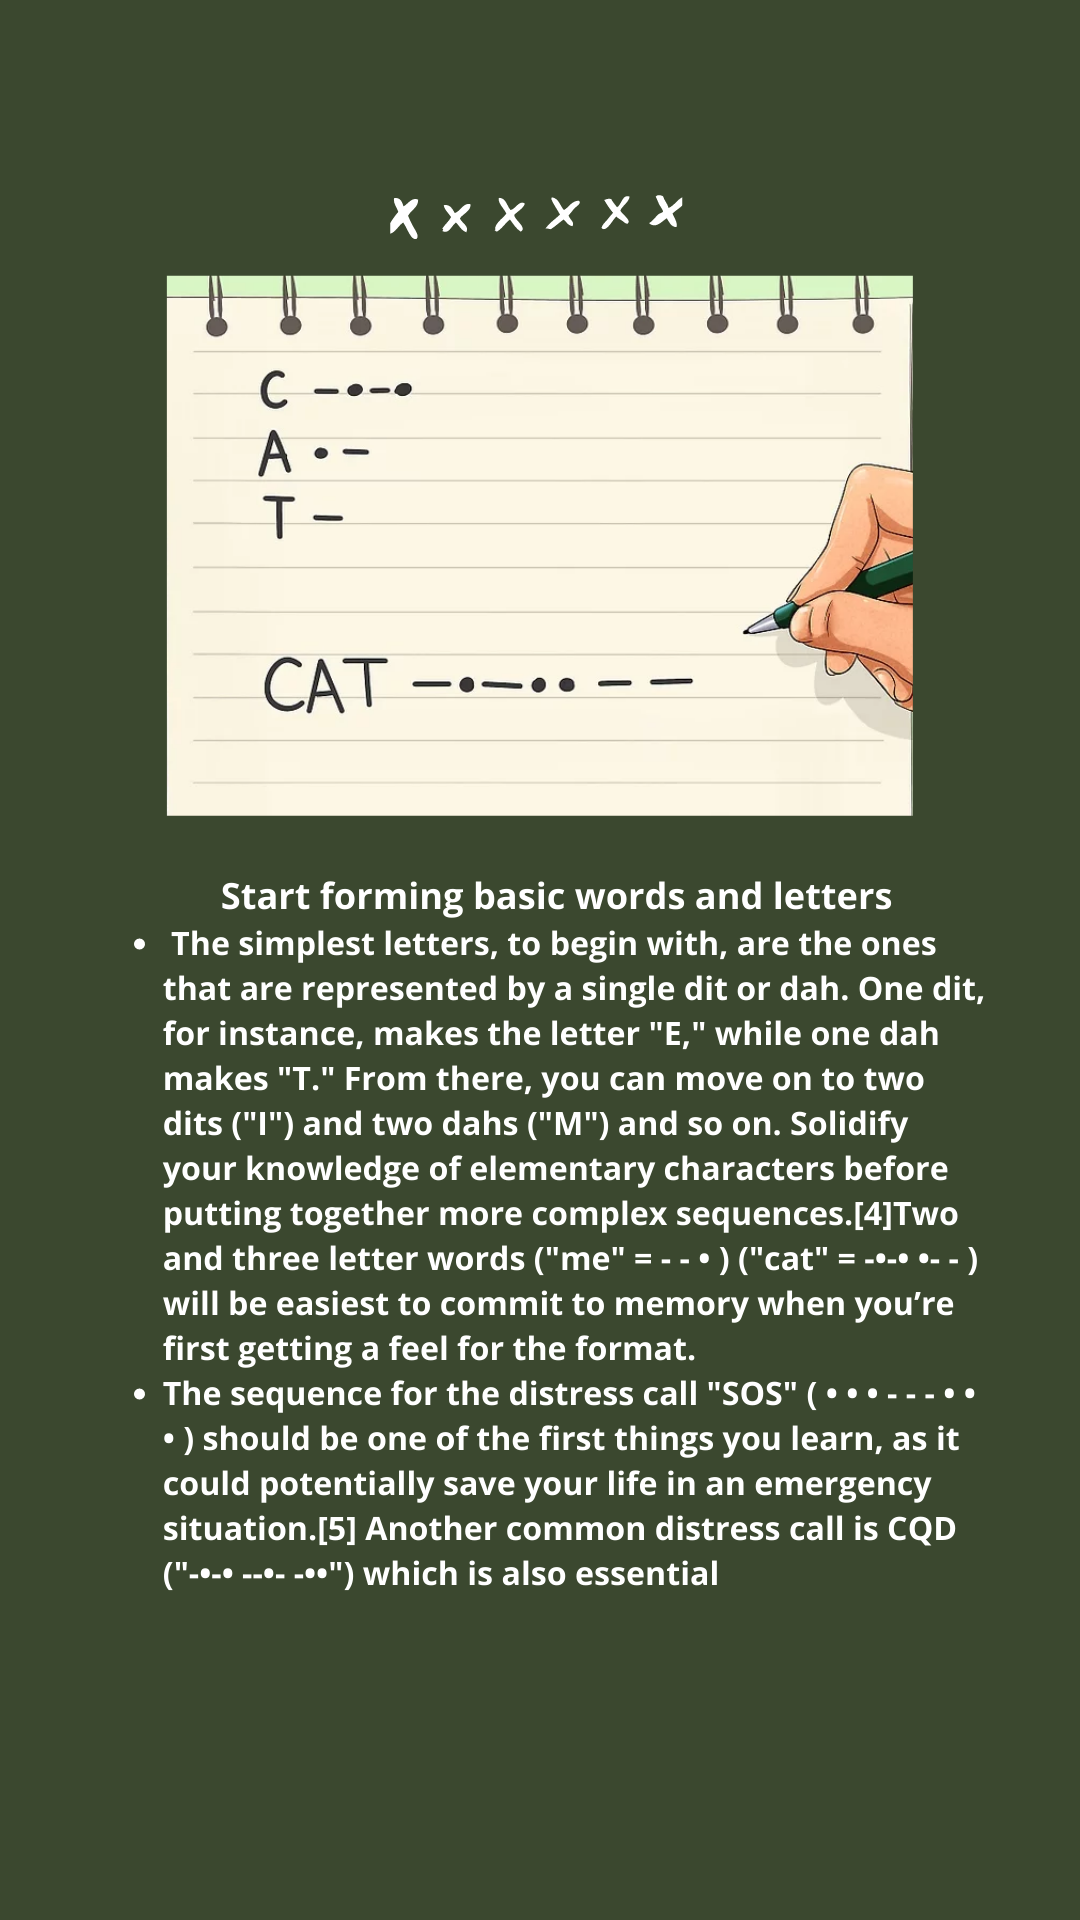 x x x x x x
C –•–•
A •–
T –
CAT –•–•• – –
Start forming basic words and letters
• The simplest letters, to begin with, are the ones
that are represented by a single dit or dah. One dit,
for instance, makes the letter "E," while one dah
makes "T." From there, you can move on to two
dits ("I") and two dahs ("M") and so on. Solidify
your knowledge of elementary characters before
putting together more complex sequences.[4]Two
and three letter words ("me" = - - • ) ("cat" = -•-• •- - )
will be easiest to commit to memory when you’re
first getting a feel for the format.
• The sequence for the distress call "SOS" ( • • • - - - • •
• ) should be one of the first things you learn, as it
could potentially save your life in an emergency
situation.[5] Another common distress call is CQD
("-•-• --•- -••") which is also essential